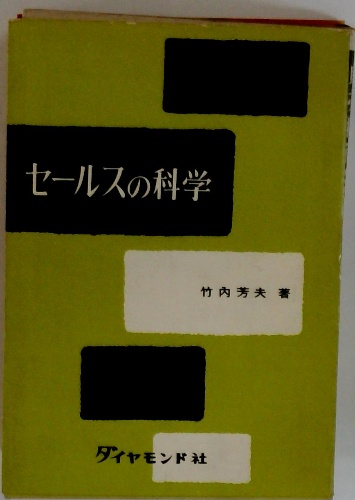 セールスの科学
竹内芳夫 著
ダイヤモンド社